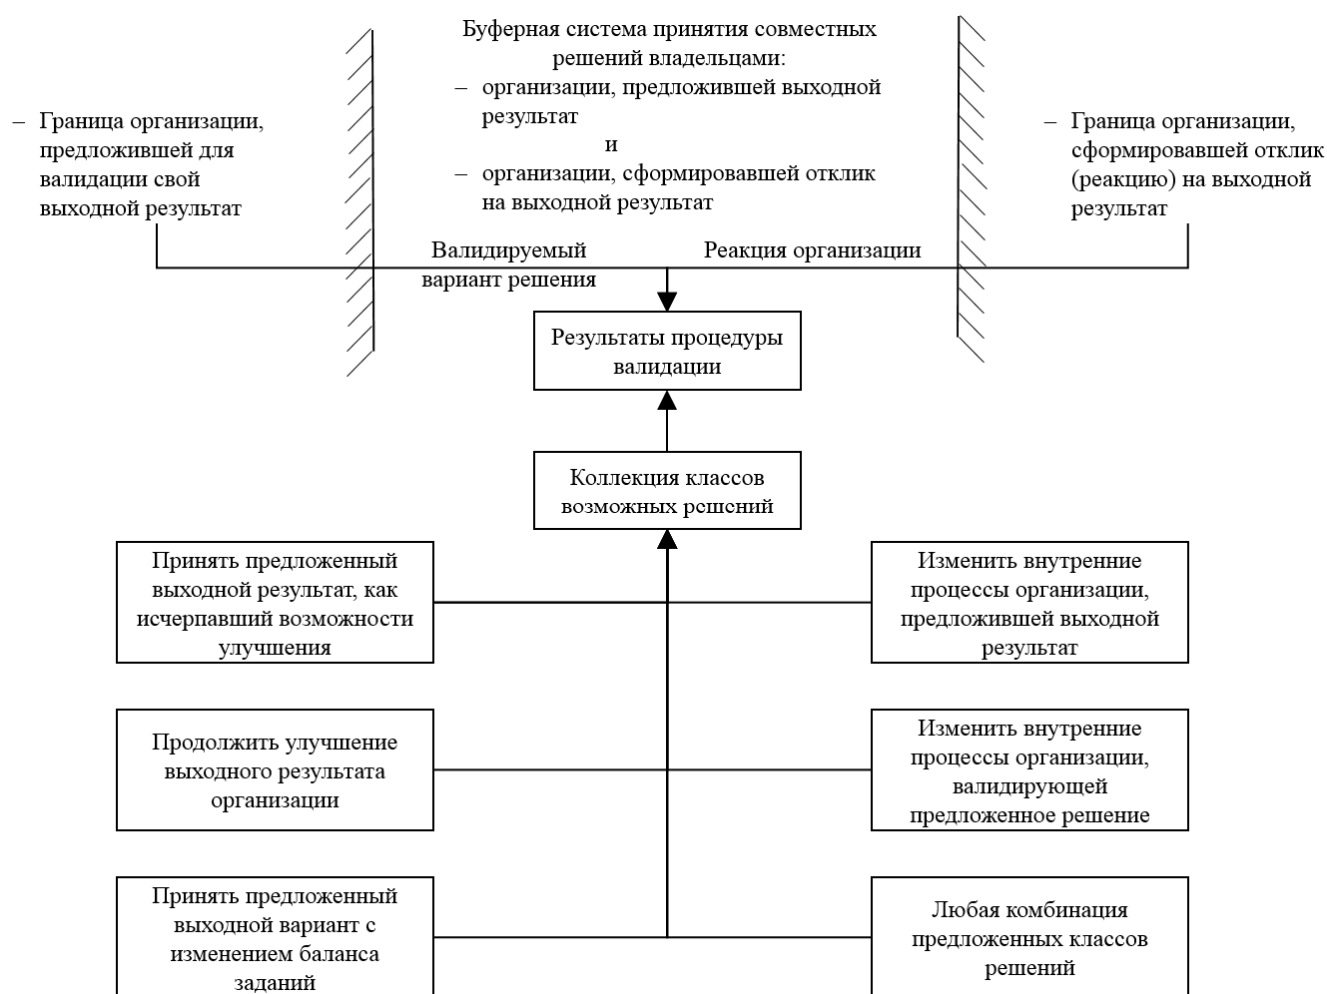 Буферная система принятия совместных
решений владельцами:
– организации, предложившей выходной
результат
и
– организации, сформировавшей отклик
на выходной результат
– Граница организации,
предложившей для
валидации свой
выходной результат
– Граница организации,
сформировавшей отклик
(реакцию) на выходной
результат
Валидируемый
вариант решения
Реакция организации
Результаты процедуры
валидации
Коллекция классов
возможных решений
Принять предложенный
выходной результат, как
исчерпавший возможности
улучшения
Изменить внутренние
процессы организации,
предложившей выходной
результат
Продолжить улучшение
выходного результата
организации
Изменить внутренние
процессы организации,
валидирующей
предложенное решение
Принять предложенный
выходной вариант с
изменением баланса
заданий
Любая комбинация
предложенных классов
решений